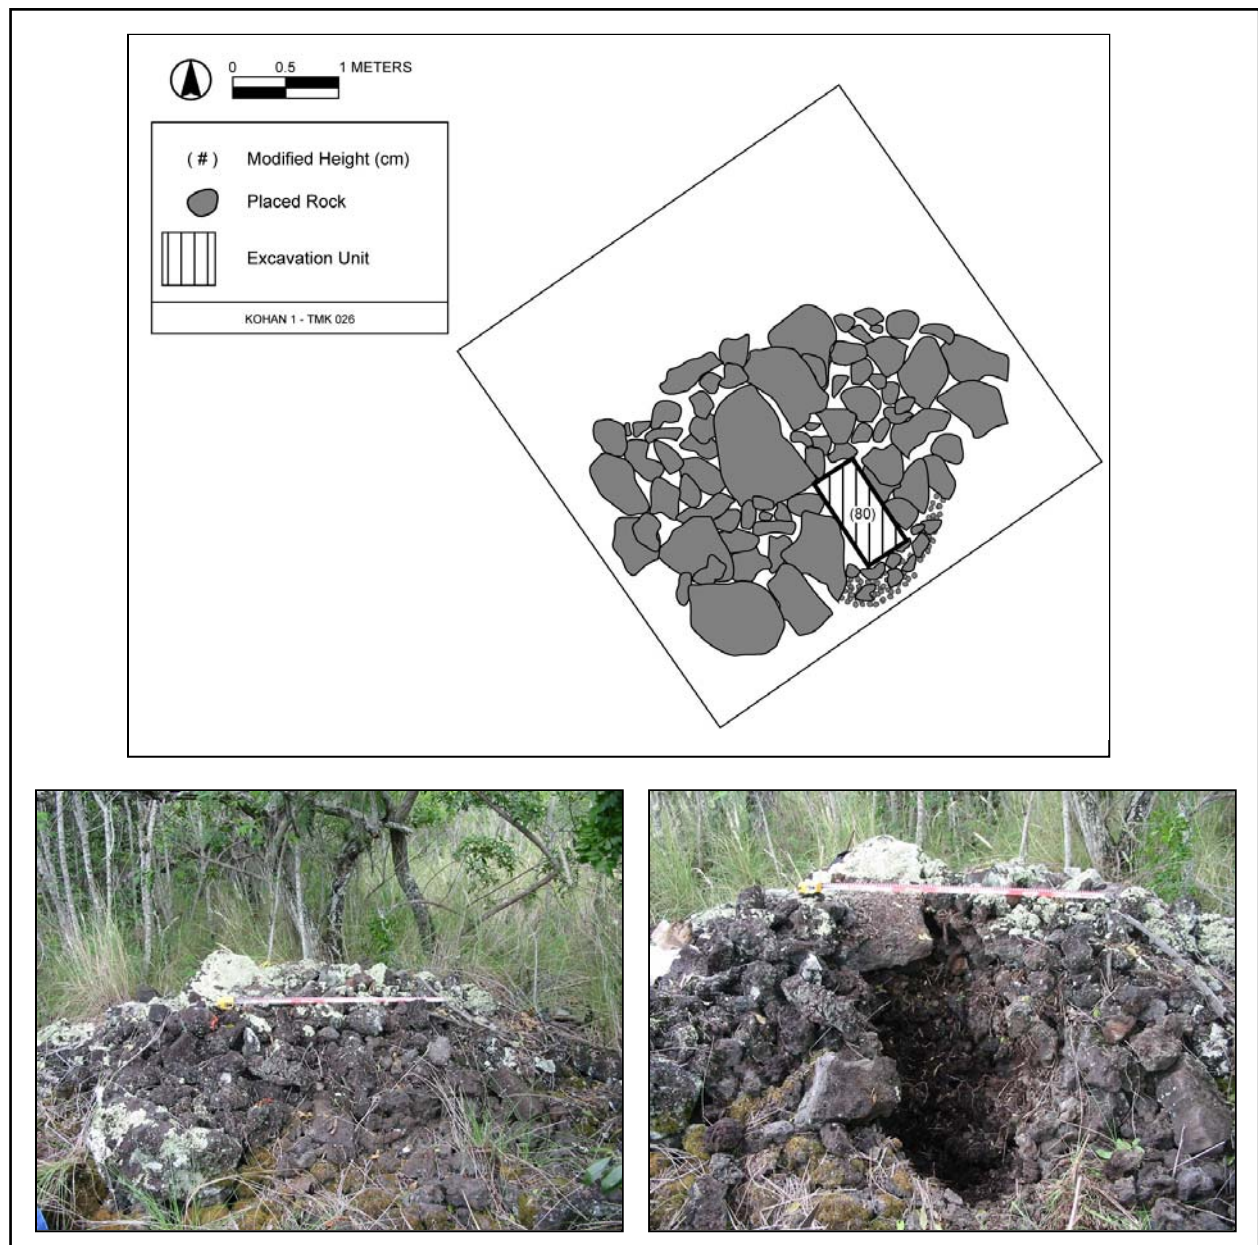 0 0.5 1 METERS
( # ) Modified Height (cm)
Placed Rock
Excavation Unit
KOHAN 1 - TMK 026
(80)